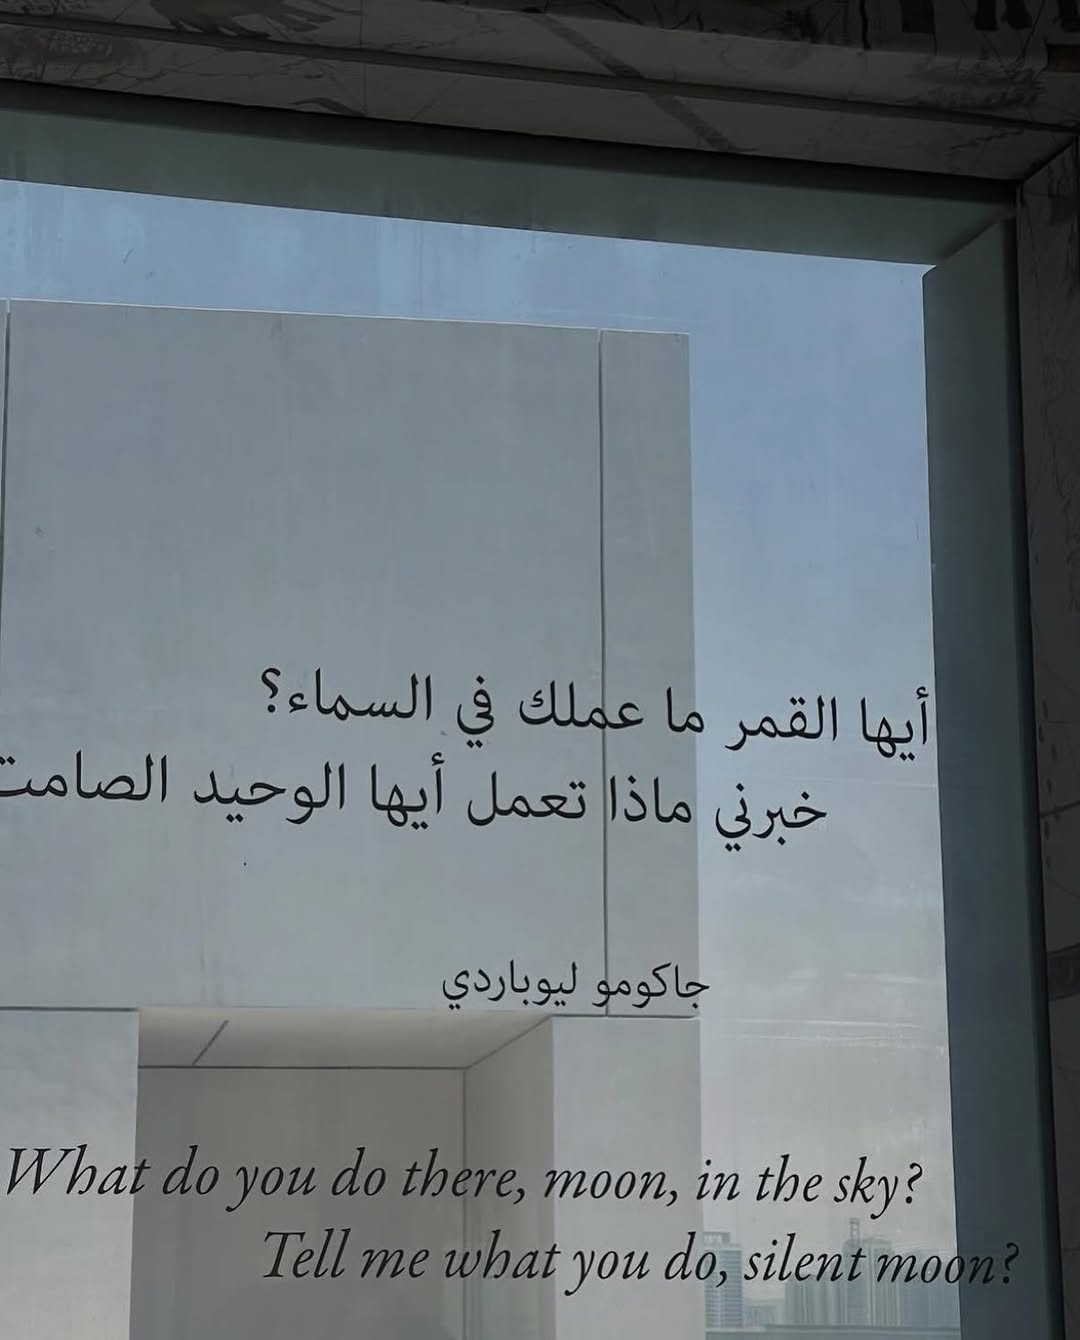 أيها القمر ما عملك في السماء؟
خبرني ماذا تعمل أيها الوحيد الصامت
جاكومو ليوباردي
What do you do there, moon, in the sky?
Tell me what you do, silent moon?